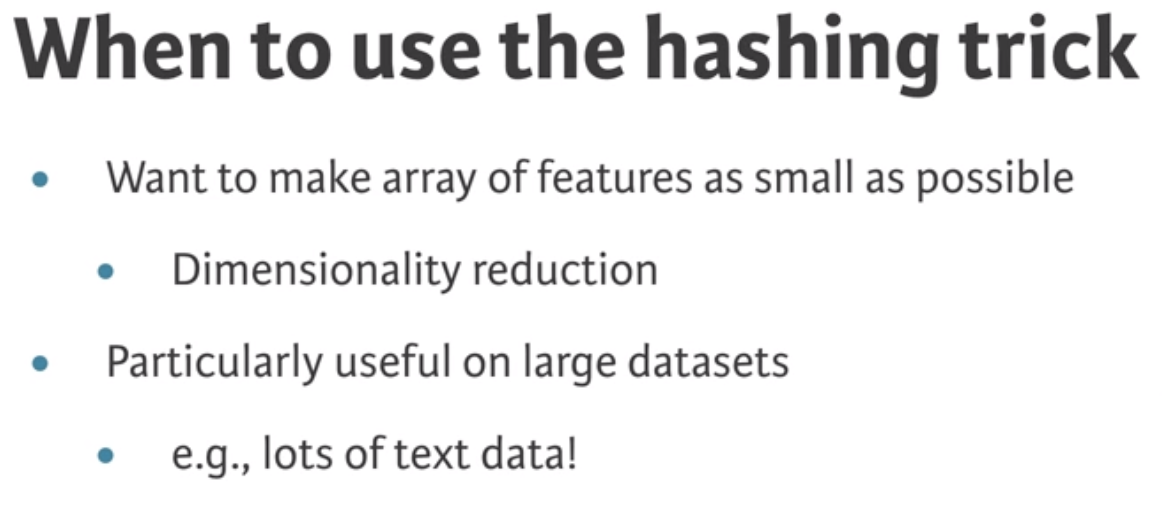 When to use the hashing trick
• Want to make array of features as small as possible
• Dimensionality reduction
• Particularly useful on large datasets
• e.g., lots of text data!